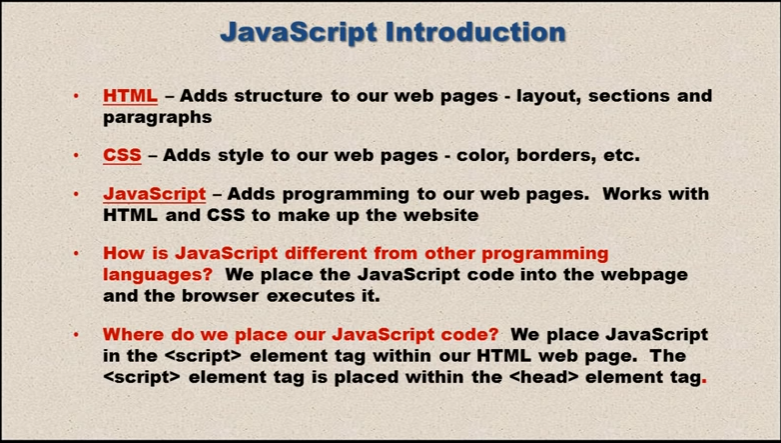 JavaScript Introduction
• HTML – Adds structure to our web pages - layout, sections and
paragraphs
• CSS – Adds style to our web pages - color, borders, etc.
• JavaScript – Adds programming to our web pages.  Works with
HTML and CSS to make up the website
• How is JavaScript different from other programming
languages?  We place the JavaScript code into the webpage
and the browser executes it.
• Where do we place our JavaScript code?  We place JavaScript
in the <script> element tag within our HTML web page.  The
<script> element tag is placed within the <head> element tag.